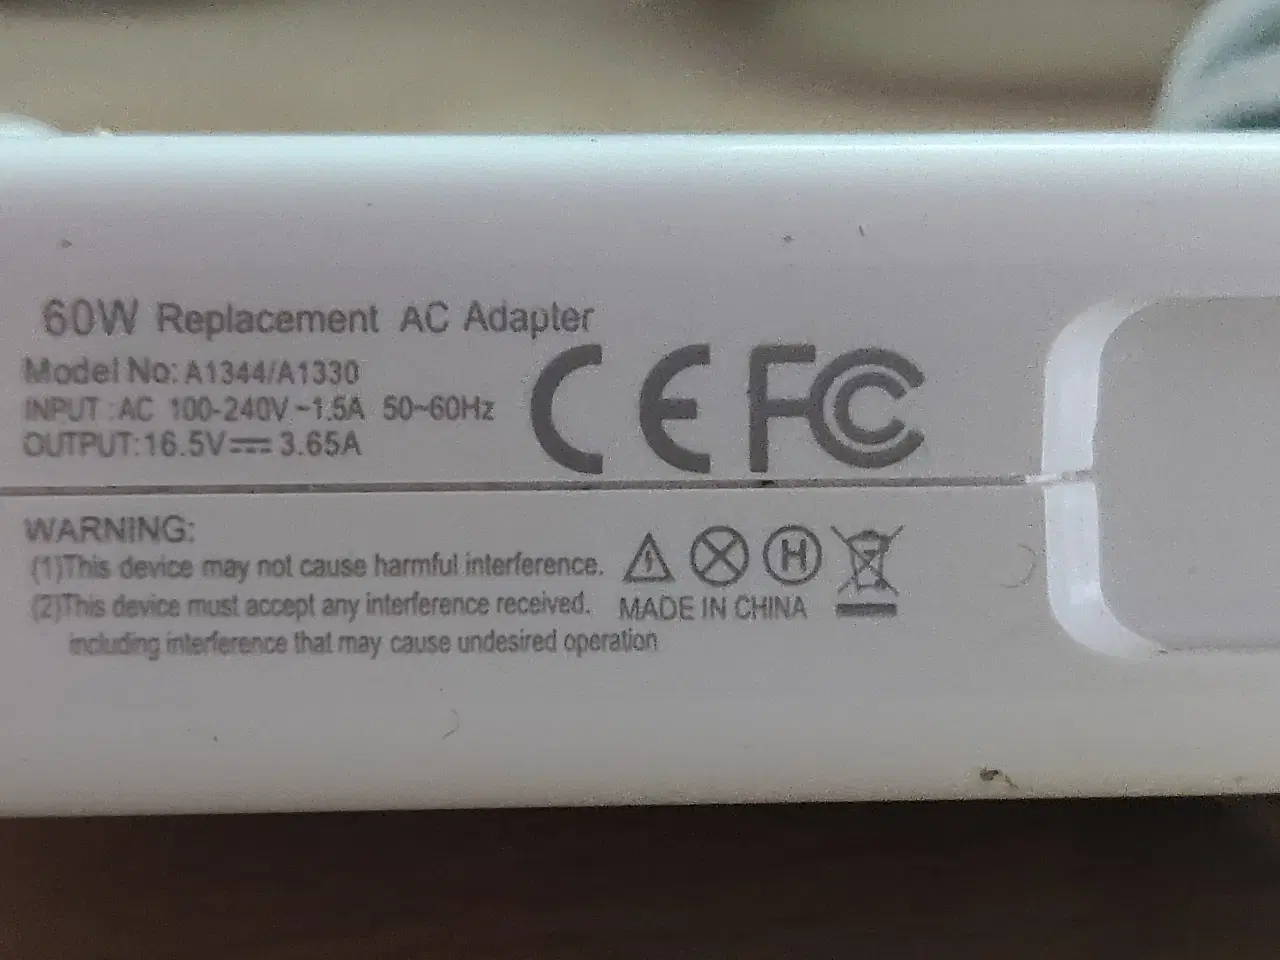 60W Replacement AC Adapter
Model No: A1344/A1330
INPUT :AC 100-240V ~1.5A 50~60Hz
OUTPUT:16.5V⎓3.65A
CE FC
WARNING:
(1)This device may not cause harmful interference.
(2)This device must accept any interference received.
including interference that may cause undesired operation
H
MADE IN CHINA